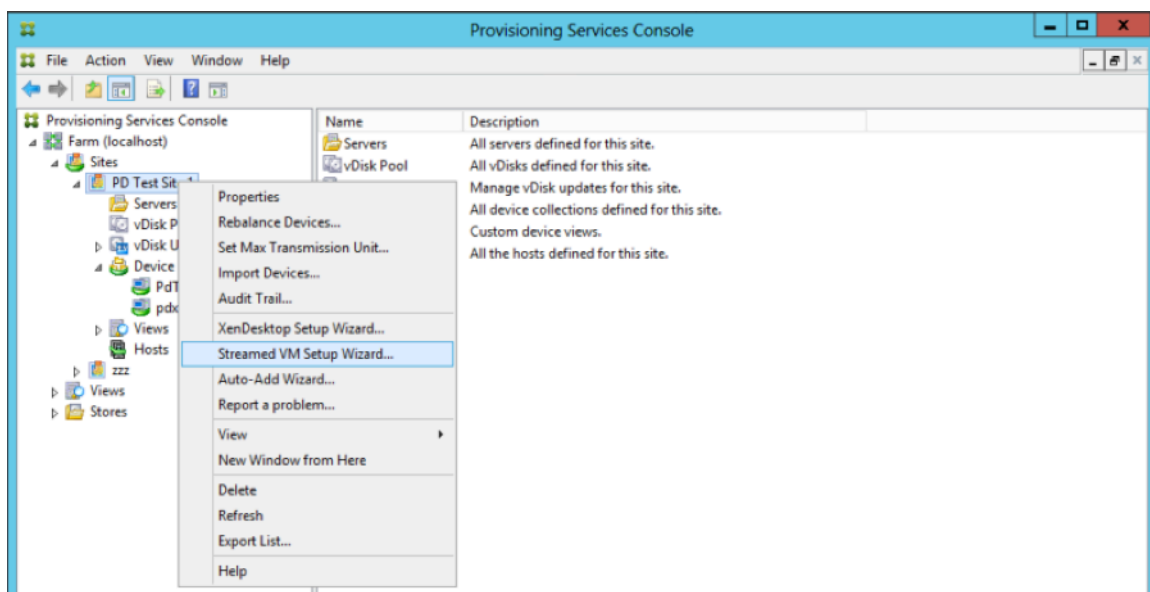 Provisioning Services Console
File Action View Window Help
Provisioning Services Console
Farm (localhost)
Sites
PD Test Site 1
Servers
vDisk P
vDisk U
Device
PdT
pdx
Views
Hosts
zzz
Views
Stores
Name Description
Servers All servers defined for this site.
vDisk Pool All vDisks defined for this site.
Manage vDisk updates for this site.
All device collections defined for this site.
Custom device views.
All the hosts defined for this site.
Properties
Rebalance Devices...
Set Max Transmission Unit...
Import Devices...
Audit Trail...
XenDesktop Setup Wizard...
Streamed VM Setup Wizard...
Auto-Add Wizard...
Report a problem...
View
New Window from Here
Delete
Refresh
Export List...
Help